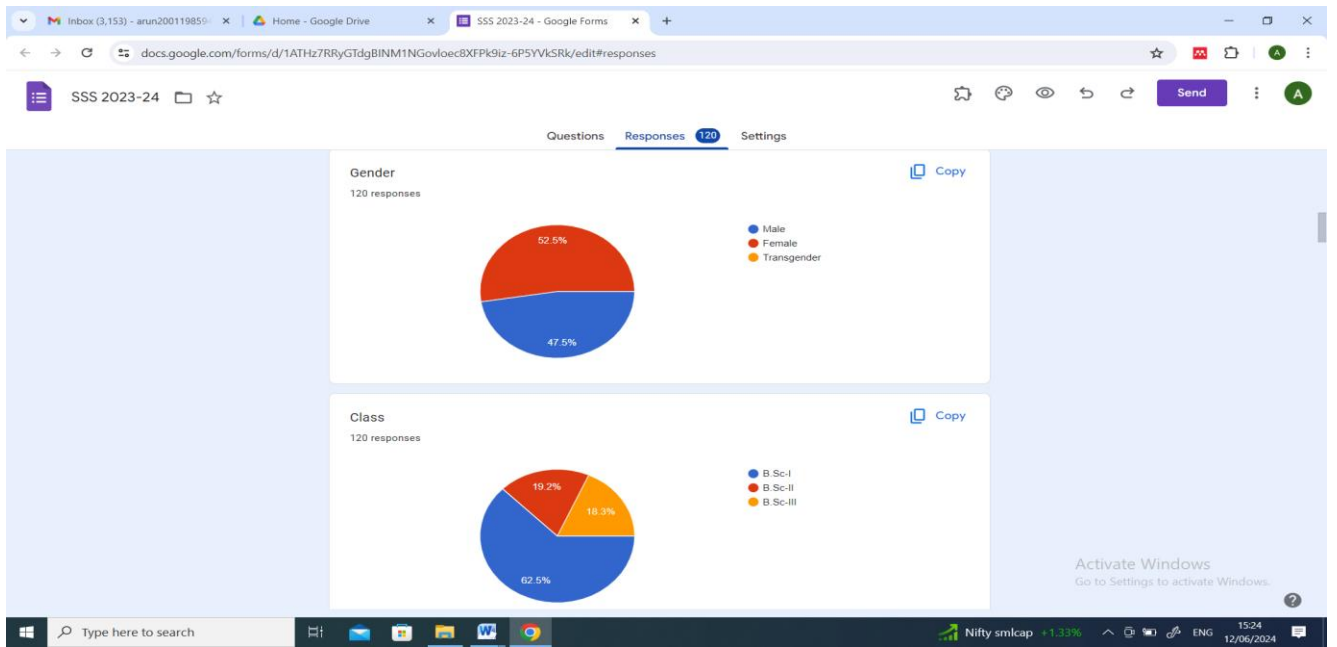 Inbox (3,153) - arun200119859
Home - Google Drive
SSS 2023-24 - Google Forms
docs.google.com/forms/d/1ATHz7RRyGTdgBINM1NGovloec8XFPk9iz-6P5YVkSRk/edit#responses
A
SSS 2023-24
Send
A
Questions Responses 120 Settings
Gender
Copy
120 responses
52.5%
47.5%
Male
Female
Transgender
Class
Copy
120 responses
19.2%
18.3%
62.5%
B.Sc-I
B.Sc-II
B.Sc-III
Activate Windows
Go to Settings to activate Windows.
Type here to search
W
Nifty smlcap +1.33%
ENG
15:24
12/06/2024